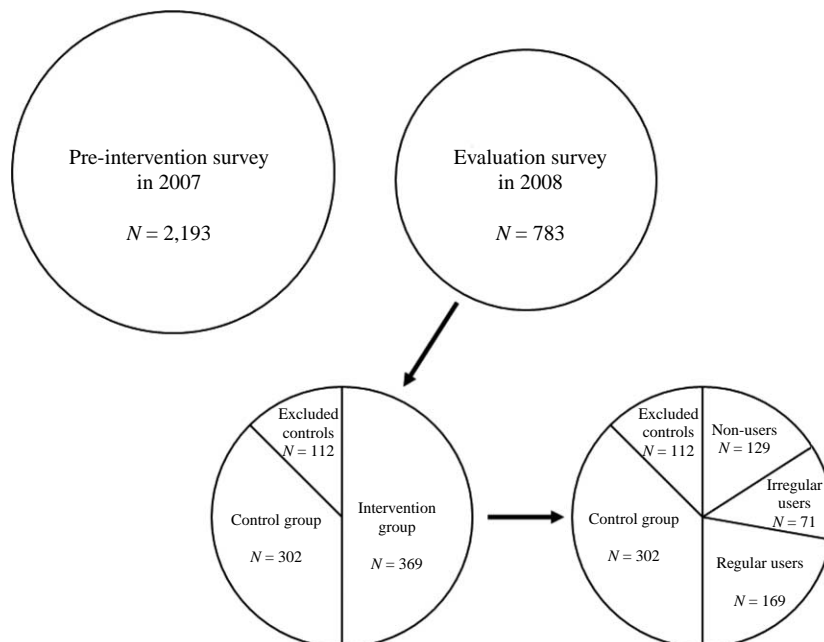 Pre-intervention survey
in 2007
N = 2,193
Evaluation survey
in 2008
N = 783
Excluded
controls
N = 112
Control group
N = 302
Intervention
group
N = 369
Excluded
controls
N = 112
Non-users
N = 129
Irregular
users
N = 71
Control group
N = 302
Regular users
N = 169